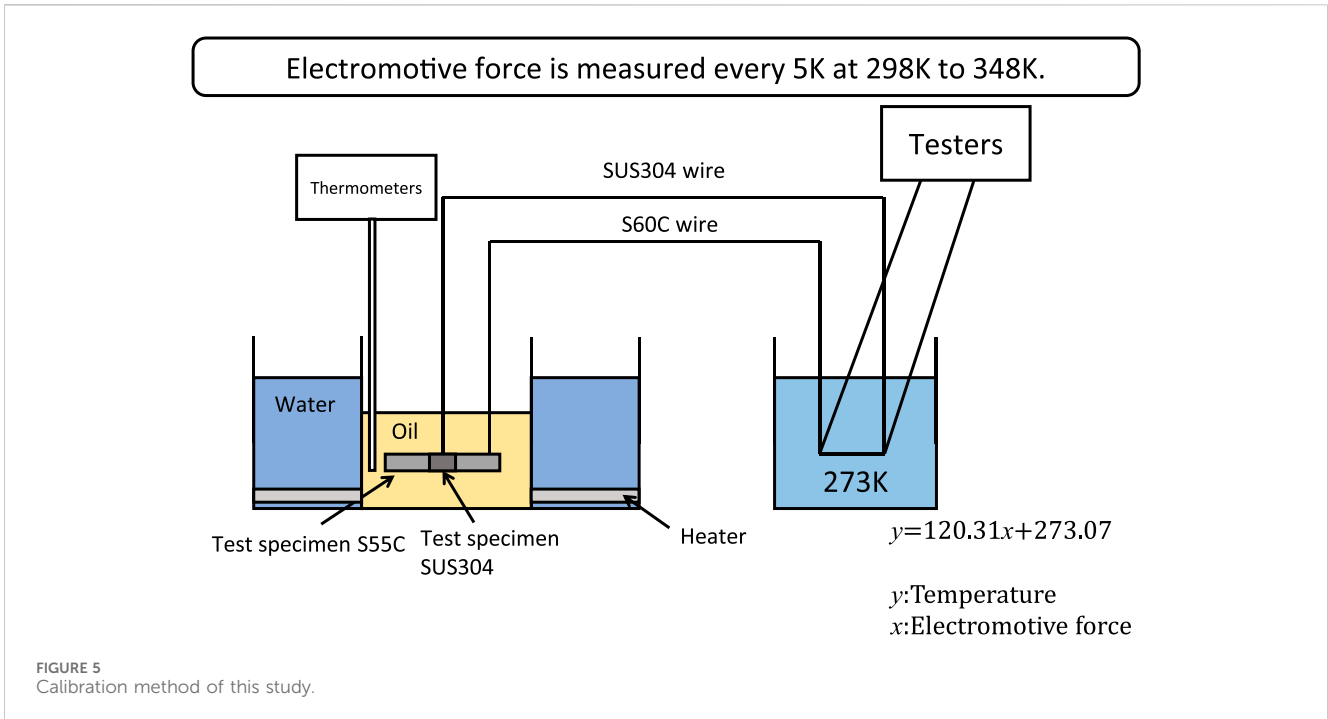 Electromotive force is measured every 5K at 298K to 348K.
Testers
Thermometers
SUS304 wire
S60C wire
Water
Oil
273K
Test specimen S55C
Test specimen
SUS304
Heater
y=120.31x+273.07
y:Temperature
x:Electromotive force
FIGURE 5
Calibration method of this study.